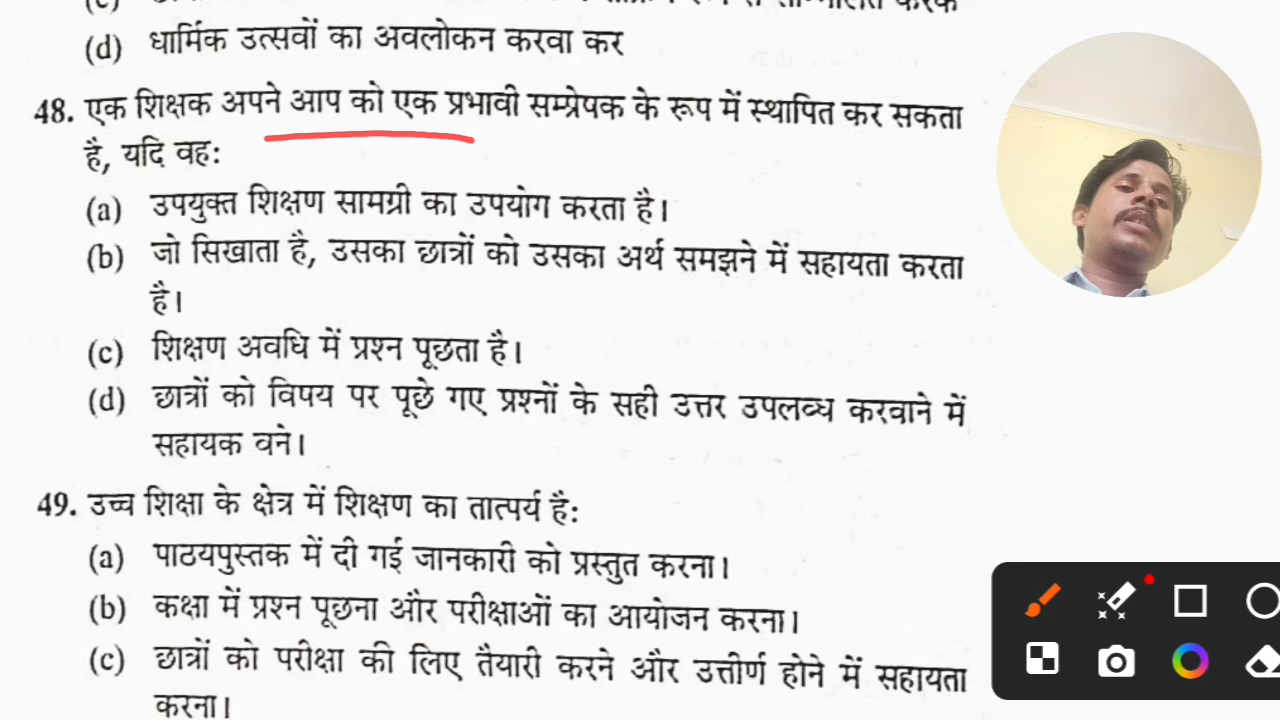 (d) धार्मिक उत्सवों का अवलोकन करवा कर
48. एक शिक्षक अपने आप को एक प्रभावी सम्प्रेषक के रूप में स्थापित कर सकता
है, यदि वह:
(a) उपयुक्त शिक्षण सामग्री का उपयोग करता है।
(b) जो सिखाता है, उसका छात्रों को उसका अर्थ समझने में सहायता करता
है।
(c) शिक्षण अवधि में प्रश्न पूछता है।
(d) छात्रों को विषय पर पूछे गए प्रश्नों के सही उत्तर उपलब्ध करवाने में
सहायक बने।
49. उच्च शिक्षा के क्षेत्र में शिक्षण का तात्पर्य है:
(a) पाठयपुस्तक में दी गई जानकारी को प्रस्तुत करना।
(b) कक्षा में प्रश्न पूछना और परीक्षाओं का आयोजन करना।
(c) छात्रों को परीक्षा की लिए तैयारी करने और उत्तीर्ण होने में सहायता
करना।